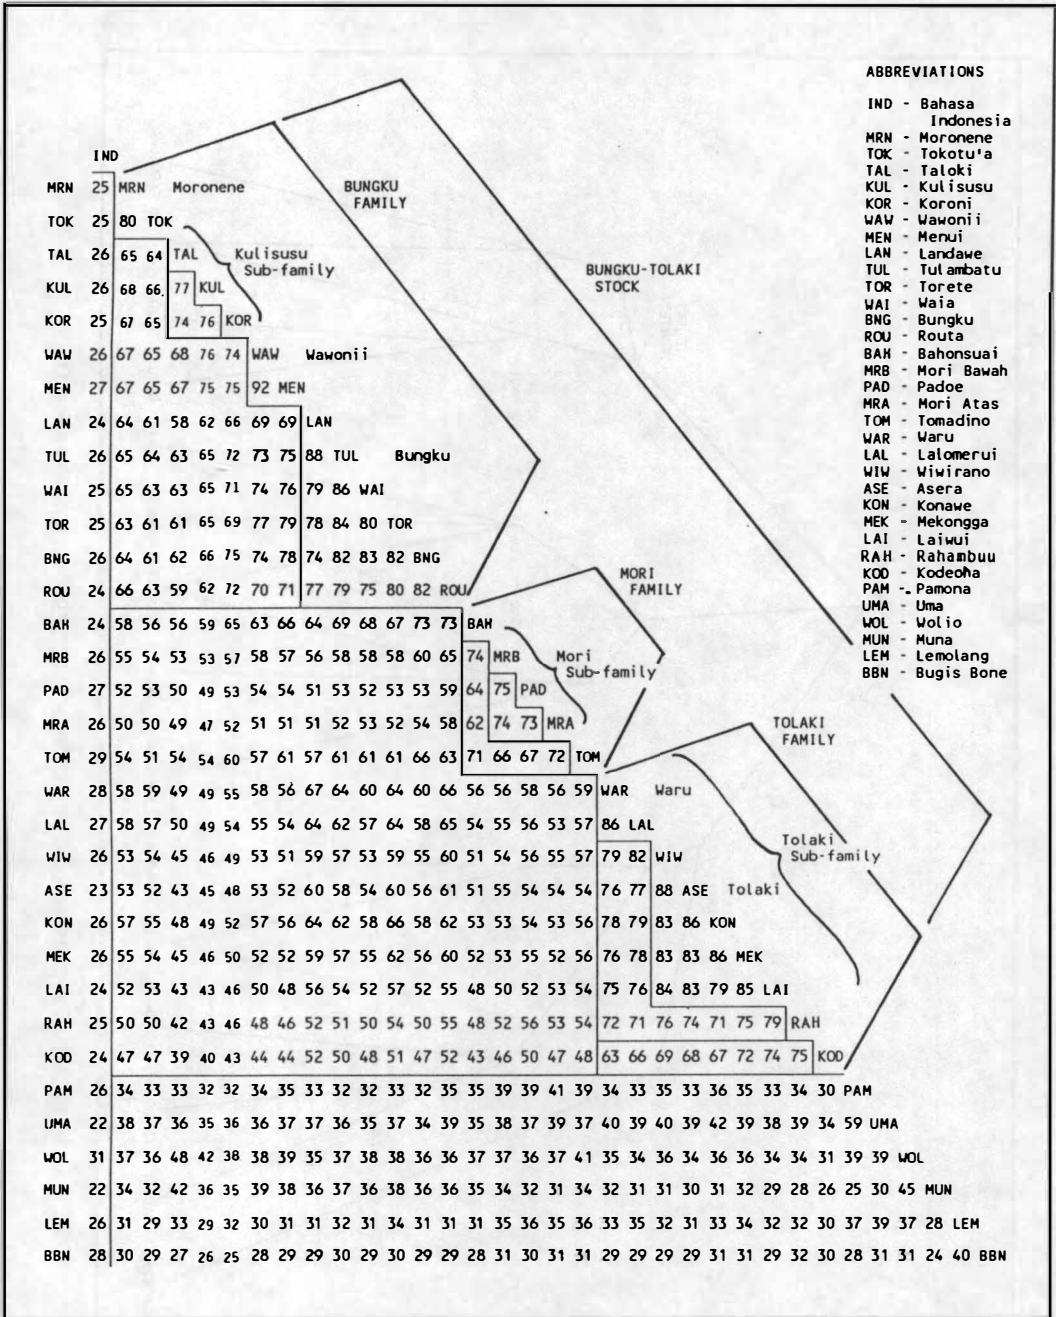 ABBREVIATIONS
IND - Bahasa
Indonesia
MRN - Moronene
TOK - Tokotu'a
TAL - Taloki
KUL - Kulisusu
KOR - Koroni
WAW - Wawonii
MEN - Menui
LAN - Landawe
TUL - Tulambatu
TOR - Torete
WAI - Waia
BNG - Bungku
ROU - Routa
BAH - Bahonsuai
MRB - Mori Bawah
PAD - Padoe
MRA - Mori Atas
TOM - Tomadino
WAR - Waru
LAL - Lalomerui
WIW - Wiwirano
ASE - Asera
KON - Konawe
MEK - Mekongga
LAI - Laiwui
RAH - Rahambuu
KOD - Kodeoha
PAM - Pamona
UMA - Uma
WOL - Wolio
MUN - Muna
LEM - Lemolang
BBN - Bugis Bone
IND
MRN 25 MRN Moronene
BUNGKU
FAMILY
TOK 25 80 TOK
TAL 26 65 64 TAL Kulisusu
Sub-family
BUNGKU-TOLAKI
STOCK
KUL 26 68 66 77 KUL
KOR 25 67 65 74 76 KOR
WAW 26 67 65 68 76 74 WAW Wawonii
MEN 27 67 65 67 75 75 92 MEN
LAN 24 64 61 58 62 66 69 69 LAN
TUL 26 65 64 63 65 72 73 75 88 TUL Bungku
WAI 25 65 63 63 65 71 74 76 79 86 WAI
TOR 25 63 61 61 65 69 77 79 78 84 80 TOR
BNG 26 64 61 62 66 75 74 78 74 82 83 82 BNG
ROU 24 66 63 59 62 72 70 71 77 79 75 80 82 ROU
MORI
FAMILY
BAH 24 58 56 56 59 65 63 66 64 69 68 67 73 73 BAH
MRB 26 55 54 53 53 57 58 57 56 58 58 58 60 65 74 MRB Mori
Sub-family
PAD 27 52 53 50 49 53 54 54 51 53 52 53 53 59 64 75 PAD
MRA 26 50 50 49 47 52 51 51 51 52 53 52 54 58 62 74 73 MRA
TOLAKI
FAMILY
TOM 29 54 51 54 54 60 57 61 57 61 61 61 66 63 71 66 67 72 TOM
WAR 28 58 59 49 49 55 58 56 67 64 60 64 60 66 56 56 58 56 59 WAR Waru
LAL 27 58 57 50 49 54 55 54 64 62 57 64 58 65 54 55 56 53 57 86 LAL
Tolaki
Sub-family
WIW 26 53 54 45 46 49 53 51 59 57 53 59 55 60 51 54 56 55 57 79 82 WIW
ASE 23 53 52 43 45 48 53 52 60 58 54 60 56 61 51 55 54 54 54 76 77 88 ASE Tolaki
KON 26 57 55 48 49 52 57 56 64 62 58 66 58 62 53 53 54 53 56 78 79 83 86 KON
MEK 26 55 54 45 46 50 52 52 59 57 55 62 56 60 52 53 55 52 56 76 78 83 83 86 MEK
LAI 24 52 53 43 43 46 50 48 56 54 52 57 52 55 48 50 52 53 54 75 76 84 83 79 85 LAI
RAH 25 50 50 42 43 46 48 46 52 51 50 54 50 55 48 52 56 53 54 72 71 76 74 71 75 79 RAH
KOD 24 47 47 39 40 43 44 44 52 50 48 51 47 52 43 46 50 47 48 63 66 69 68 67 72 74 75 KOD
PAM 26 34 33 33 32 32 34 35 33 32 32 33 32 35 35 39 39 41 39 34 33 35 33 36 35 33 34 30 PAM
UMA 22 38 37 36 35 36 36 37 37 36 35 37 34 39 35 38 37 39 37 40 39 40 39 42 39 38 39 34 59 UMA
WOL 31 37 36 48 42 38 38 39 35 37 38 38 36 36 37 37 36 37 41 35 34 36 34 36 36 34 34 31 39 39 WOL
MUN 22 34 32 42 36 35 39 38 36 37 36 38 36 36 35 34 32 31 34 32 31 31 30 31 32 29 28 26 25 30 45 MUN
LEM 26 31 29 33 29 32 30 31 31 32 31 34 31 31 31 35 36 35 36 33 35 32 31 33 34 32 32 30 37 39 37 28 LEM
BBN 28 30 29 27 26 25 28 29 29 30 29 30 29 29 28 31 30 31 31 29 29 29 29 31 31 29 32 30 28 31 31 24 40 BBN